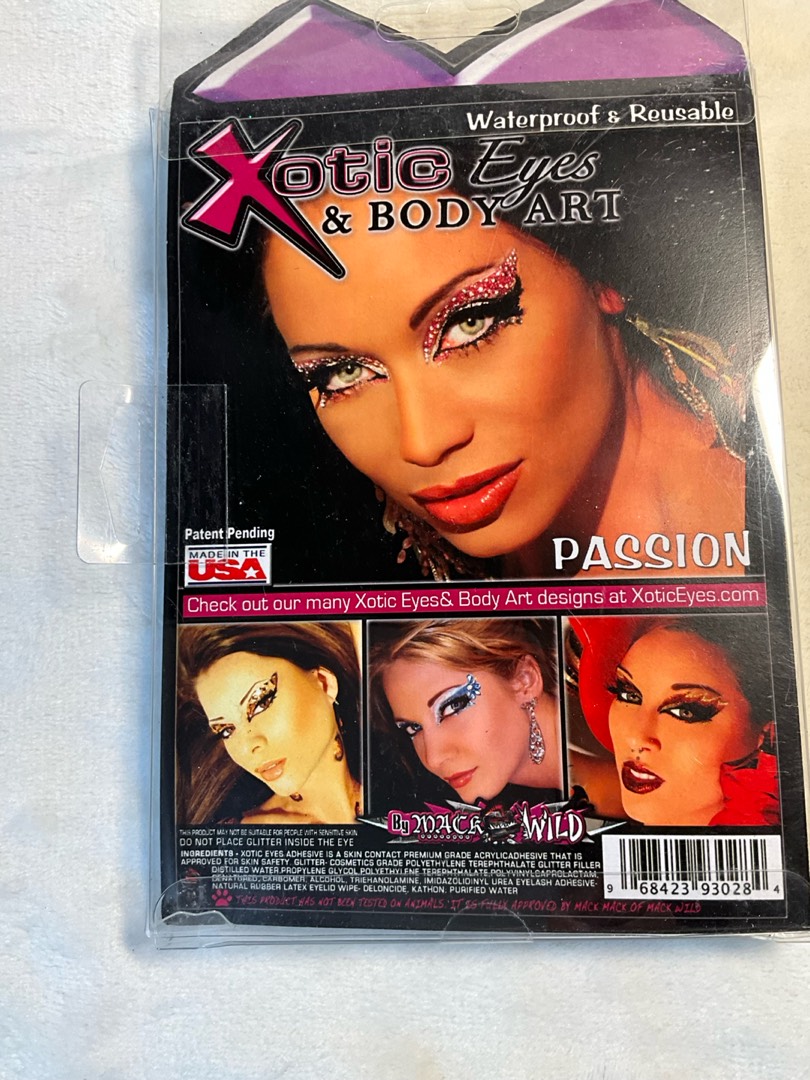 Waterproof & Reusable
Xotic Eyes
& BODY ART
Patent Pending
MADE IN THE
USA
PASSION
Check out our many Xotic Eyes& Body Art designs at XoticEyes.com
By MACK WILD
THIS PRODUCT MAY NOT BE SUITABLE FOR PEOPLE WITH SENSITIVE SKIN
DO NOT PLACE GLITTER INSIDE THE EYE
INGREDIENTS - XOTIC EYES ADHESIVE IS A SKIN CONTACT PREMIUM GRADE ACRYLICADHESIVE THAT IS
APPROVED FOR SKIN SAFETY. GLITTER- COSMETICS GRADE POLYETHYLENE TEREPHTHALATE GLITTER FILLER
DISTILLED WATER,PROPYLENE GLYCOL,POLYETHYLENE TEREPHTHALATE,POLYVINYLCAPROLACTAM,
DENATURED, CARBOMER, ALCOHOL, TRIEHANOLAMINE, IMIDAZOLIDINYL UREA EYELASH ADHESIVE-
NATURAL RUBBER LATEX EYELID WIPE- DELONCIDE, KATHON, PURIFIED WATER
THIS PRODUCT HAS NOT BEEN TESTED ON ANIMALS. IT IS FULLY APPROVED BY MACK MACK OF MACK WILD
9 68423 93028 4